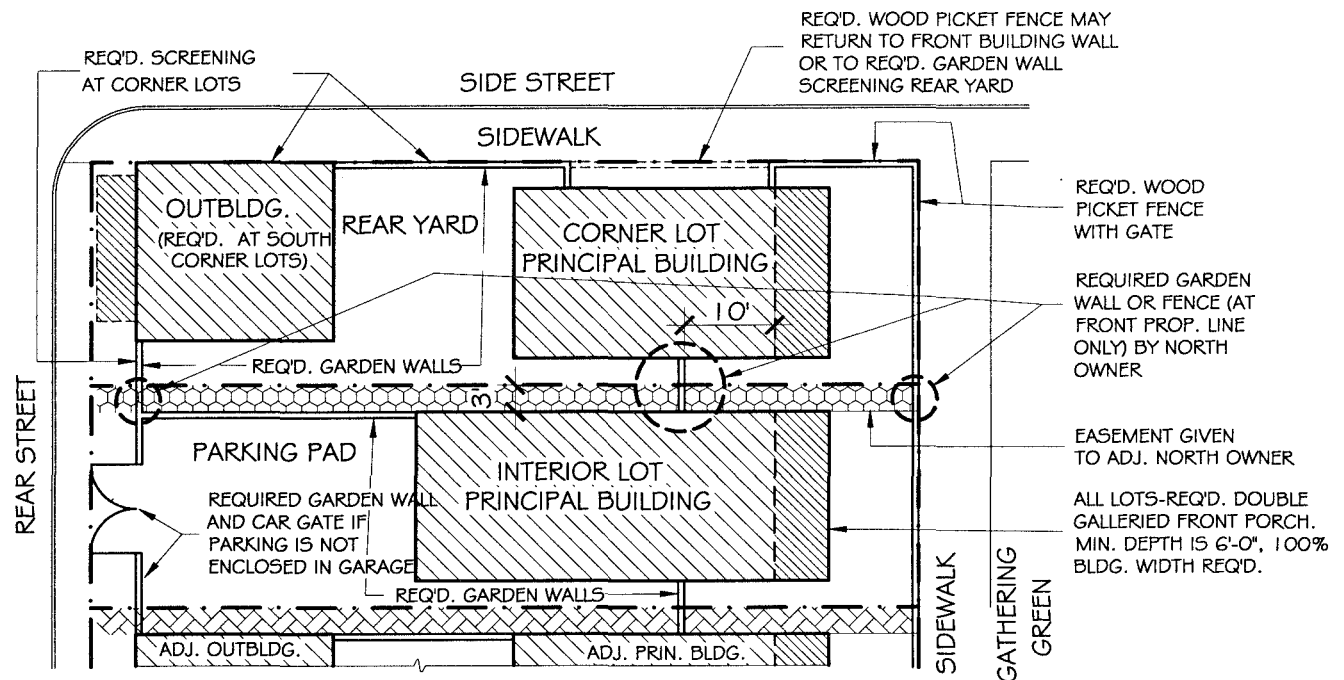 REQ'D. SCREENING
AT CORNER LOTS
SIDE STREET
REQ'D. WOOD PICKET FENCE MAY
RETURN TO FRONT BUILDING WALL
OR TO REQ'D. GARDEN WALL
SCREENING REAR YARD
SIDEWALK
OUTBLDG.
(REQ'D. AT SOUTH
CORNER LOTS)
REAR YARD
CORNER LOT
PRINCIPAL BUILDING
10'
REQ'D. WOOD
PICKET FENCE
WITH GATE
REQUIRED GARDEN
WALL OR FENCE (AT
FRONT PROP. LINE
ONLY) BY NORTH
OWNER
REQ'D. GARDEN WALLS
3'
REAR STREET
PARKING PAD
REQUIRED GARDEN WALL
AND CAR GATE IF
PARKING IS NOT
ENCLOSED IN GARAGE
INTERIOR LOT
PRINCIPAL BUILDING
EASEMENT GIVEN
TO ADJ. NORTH OWNER
ALL LOTS-REQ'D. DOUBLE
GALLERIED FRONT PORCH.
MIN. DEPTH IS 6'-0", 100%
BLDG. WIDTH REQ'D.
REQ'D. GARDEN WALLS
ADJ. OUTBLDG.
ADJ. PRIN. BLDG.
SIDEWALK
GATHERING
GREEN